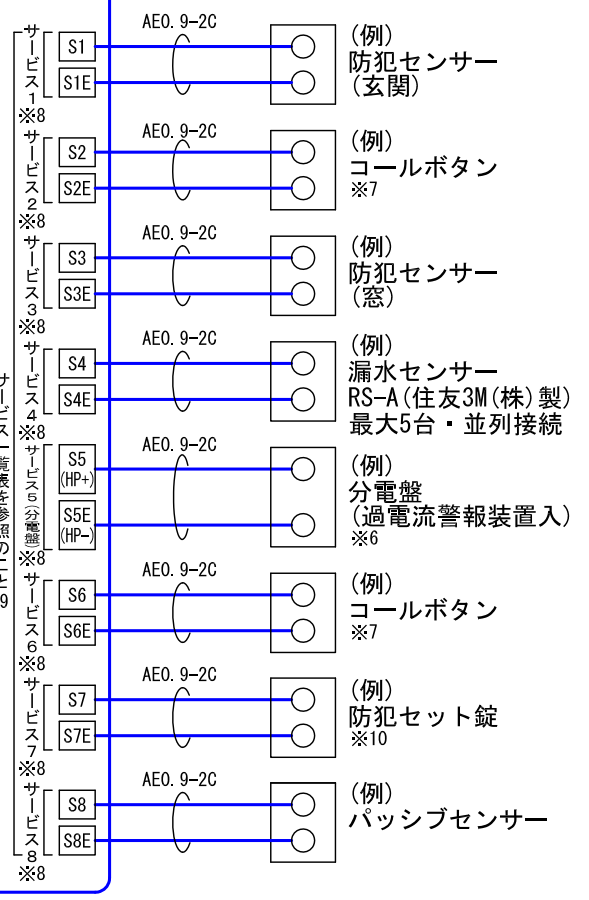 サービス一覧表を参照のこと
サービス1
※8
S1
S1E
AE0.9-2C
(例)
防犯センサー
(玄関)
サービス2
※8
S2
S2E
AE0.9-2C
(例)
コールボタン
※7
サービス3
※8
S3
S3E
AE0.9-2C
(例)
防犯センサー
(窓)
サービス4
※8
S4
S4E
AE0.9-2C
(例)
漏水センサー
RS-A(住友3M(株)製)
最大5台・並列接続
サービス5(分電盤)
※8
S5
(HP+)
S5E
(HP-)
AE0.9-2C
(例)
分電盤
(過電流警報装置入)
※6
サービス6
※8
S6
S6E
AE0.9-2C
(例)
コールボタン
※7
サービス7
※8
S7
S7E
AE0.9-2C
(例)
防犯セット錠
※10
サービス8
※8
S8
S8E
AE0.9-2C
(例)
パッシブセンサー